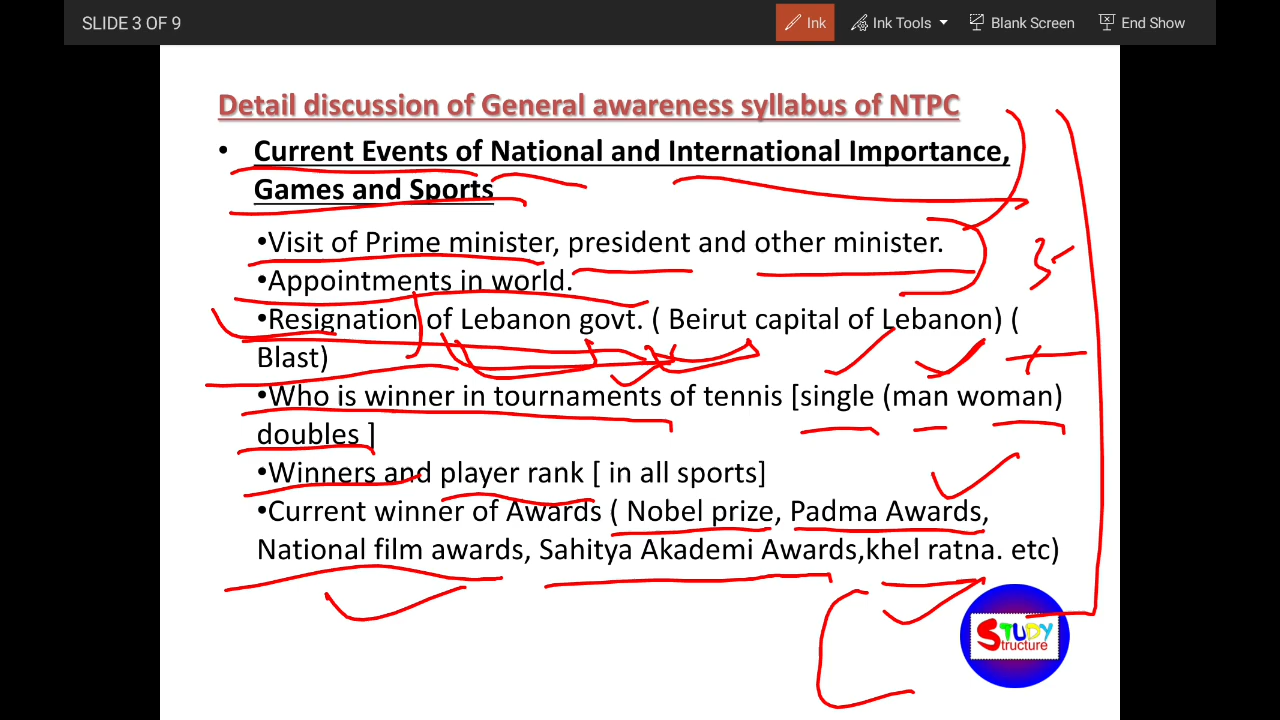 SLIDE 3 OF 9
Ink
Ink Tools
Blank Screen
End Show
Detail discussion of General awareness syllabus of NTPC
• Current Events of National and International Importance,
Games and Sports
•Visit of Prime minister, president and other minister.
•Appointments in world.
•Resignation of Lebanon govt. ( Beirut capital of Lebanon) (
Blast)
•Who is winner in tournaments of tennis [single (man woman)
doubles ]
•Winners and player rank [ in all sports]
•Current winner of Awards ( Nobel prize, Padma Awards,
National film awards, Sahitya Akademi Awards,khel ratna. etc)
STUDY
Structure